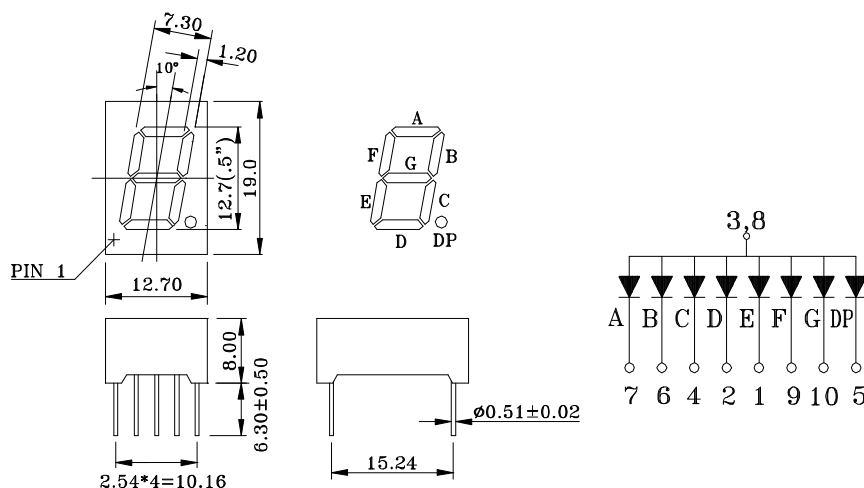 7.30
1.20
10°
12.7(.5")
19.0
PIN 1
12.70
A
F
B
G
E
C
D
DP
8.00
6.30±0.50
2.54*4=10.16
ø0.51±0.02
15.24
3,8
A B C D E F G DP
7 6 4 2 1 9 10 5